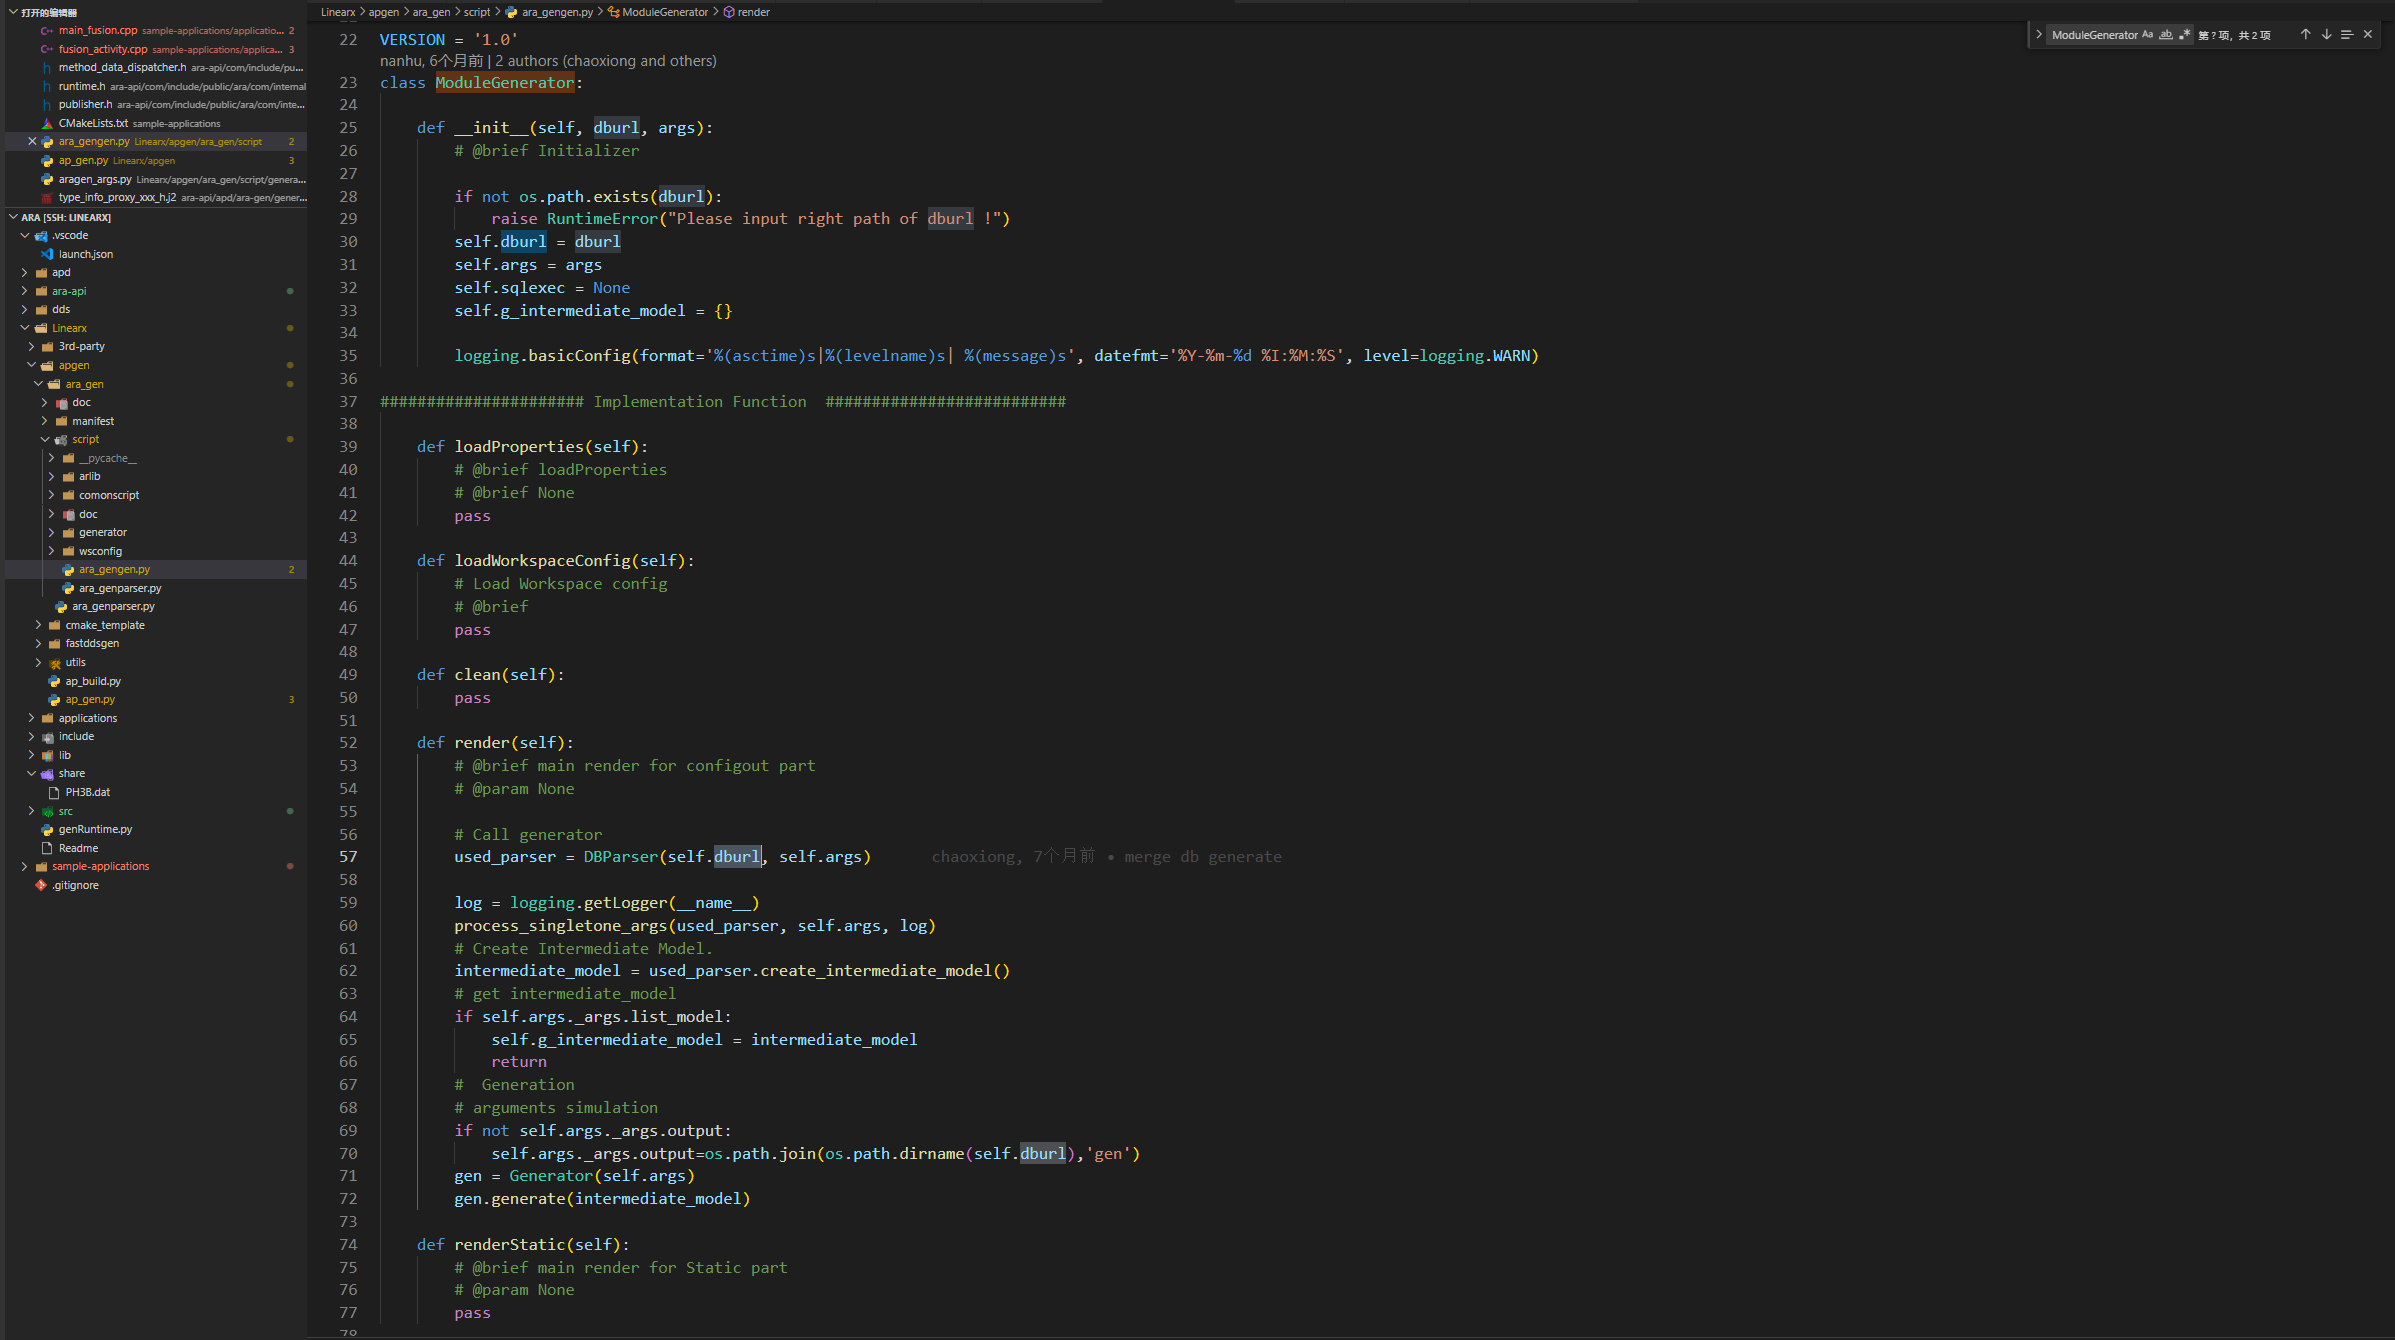 打开的编辑器
main_fusion.cpp sample-applications/applicatio... 2
fusion_activity.cpp sample-applications/applica... 3
method_data_dispatcher.h ara-api/com/include/pu...
runtime.h ara-api/com/include/public/ara/com/internal
publisher.h ara-api/com/include/public/ara/com/inte...
CMakeLists.txt sample-applications
ara_gengen.py Linearx/apgen/ara_gen/script 2
ap_gen.py Linearx/apgen 3
aragen_args.py Linearx/apgen/ara_gen/script/genera...
type_info_proxy_xxx_h.j2 ara-api/apd/ara-gen/gener...
ARA [SSH: LINEARX]
.vscode
launch.json
apd
ara-api
dds
Linearx
3rd-party
apgen
ara_gen
doc
manifest
script
__pycache__
arlib
comonscript
doc
generator
wsconfig
ara_gengen.py 2
ara_genparser.py
ara_genparser.py
cmake_template
fastddsgen
utils
ap_build.py
ap_gen.py 3
applications
include
lib
share
PH3B.dat
src
genRuntime.py
Readme
sample-applications
.gitignore
Linearx > apgen > ara_gen > script > ara_gengen.py > ModuleGenerator > render
ModuleGenerator Aa ab 第 ? 项, 共 2 项
22 VERSION = '1.0'
nanhu, 6个月前 | 2 authors (chaoxiong and others)
23 class ModuleGenerator:
24
25 def __init__(self, dburl, args):
26 # @brief Initializer
27
28 if not os.path.exists(dburl):
29 raise RuntimeError("Please input right path of dburl !")
30 self.dburl = dburl
31 self.args = args
32 self.sqlexec = None
33 self.g_intermediate_model = {}
34
35 logging.basicConfig(format='%(asctime)s|%(levelname)s| %(message)s', datefmt='%Y-%m-%d %I:%M:%S', level=logging.WARN)
36
37 ###################### Implementation Function ##########################
38
39 def loadProperties(self):
40 # @brief loadProperties
41 # @brief None
42 pass
43
44 def loadWorkspaceConfig(self):
45 # Load Workspace config
46 # @brief
47 pass
48
49 def clean(self):
50 pass
51
52 def render(self):
53 # @brief main render for configout part
54 # @param None
55
56 # Call generator
57 used_parser = DBParser(self.dburl, self.args) chaoxiong, 7个月前 • merge db generate
58
59 log = logging.getLogger(__name__)
60 process_singletone_args(used_parser, self.args, log)
61 # Create Intermediate Model.
62 intermediate_model = used_parser.create_intermediate_model()
63 # get intermediate_model
64 if self.args._args.list_model:
65 self.g_intermediate_model = intermediate_model
66 return
67 #  Generation
68 # arguments simulation
69 if not self.args._args.output:
70 self.args._args.output=os.path.join(os.path.dirname(self.dburl),'gen')
71 gen = Generator(self.args)
72 gen.generate(intermediate_model)
73
74 def renderStatic(self):
75 # @brief main render for Static part
76 # @param None
77 pass
78